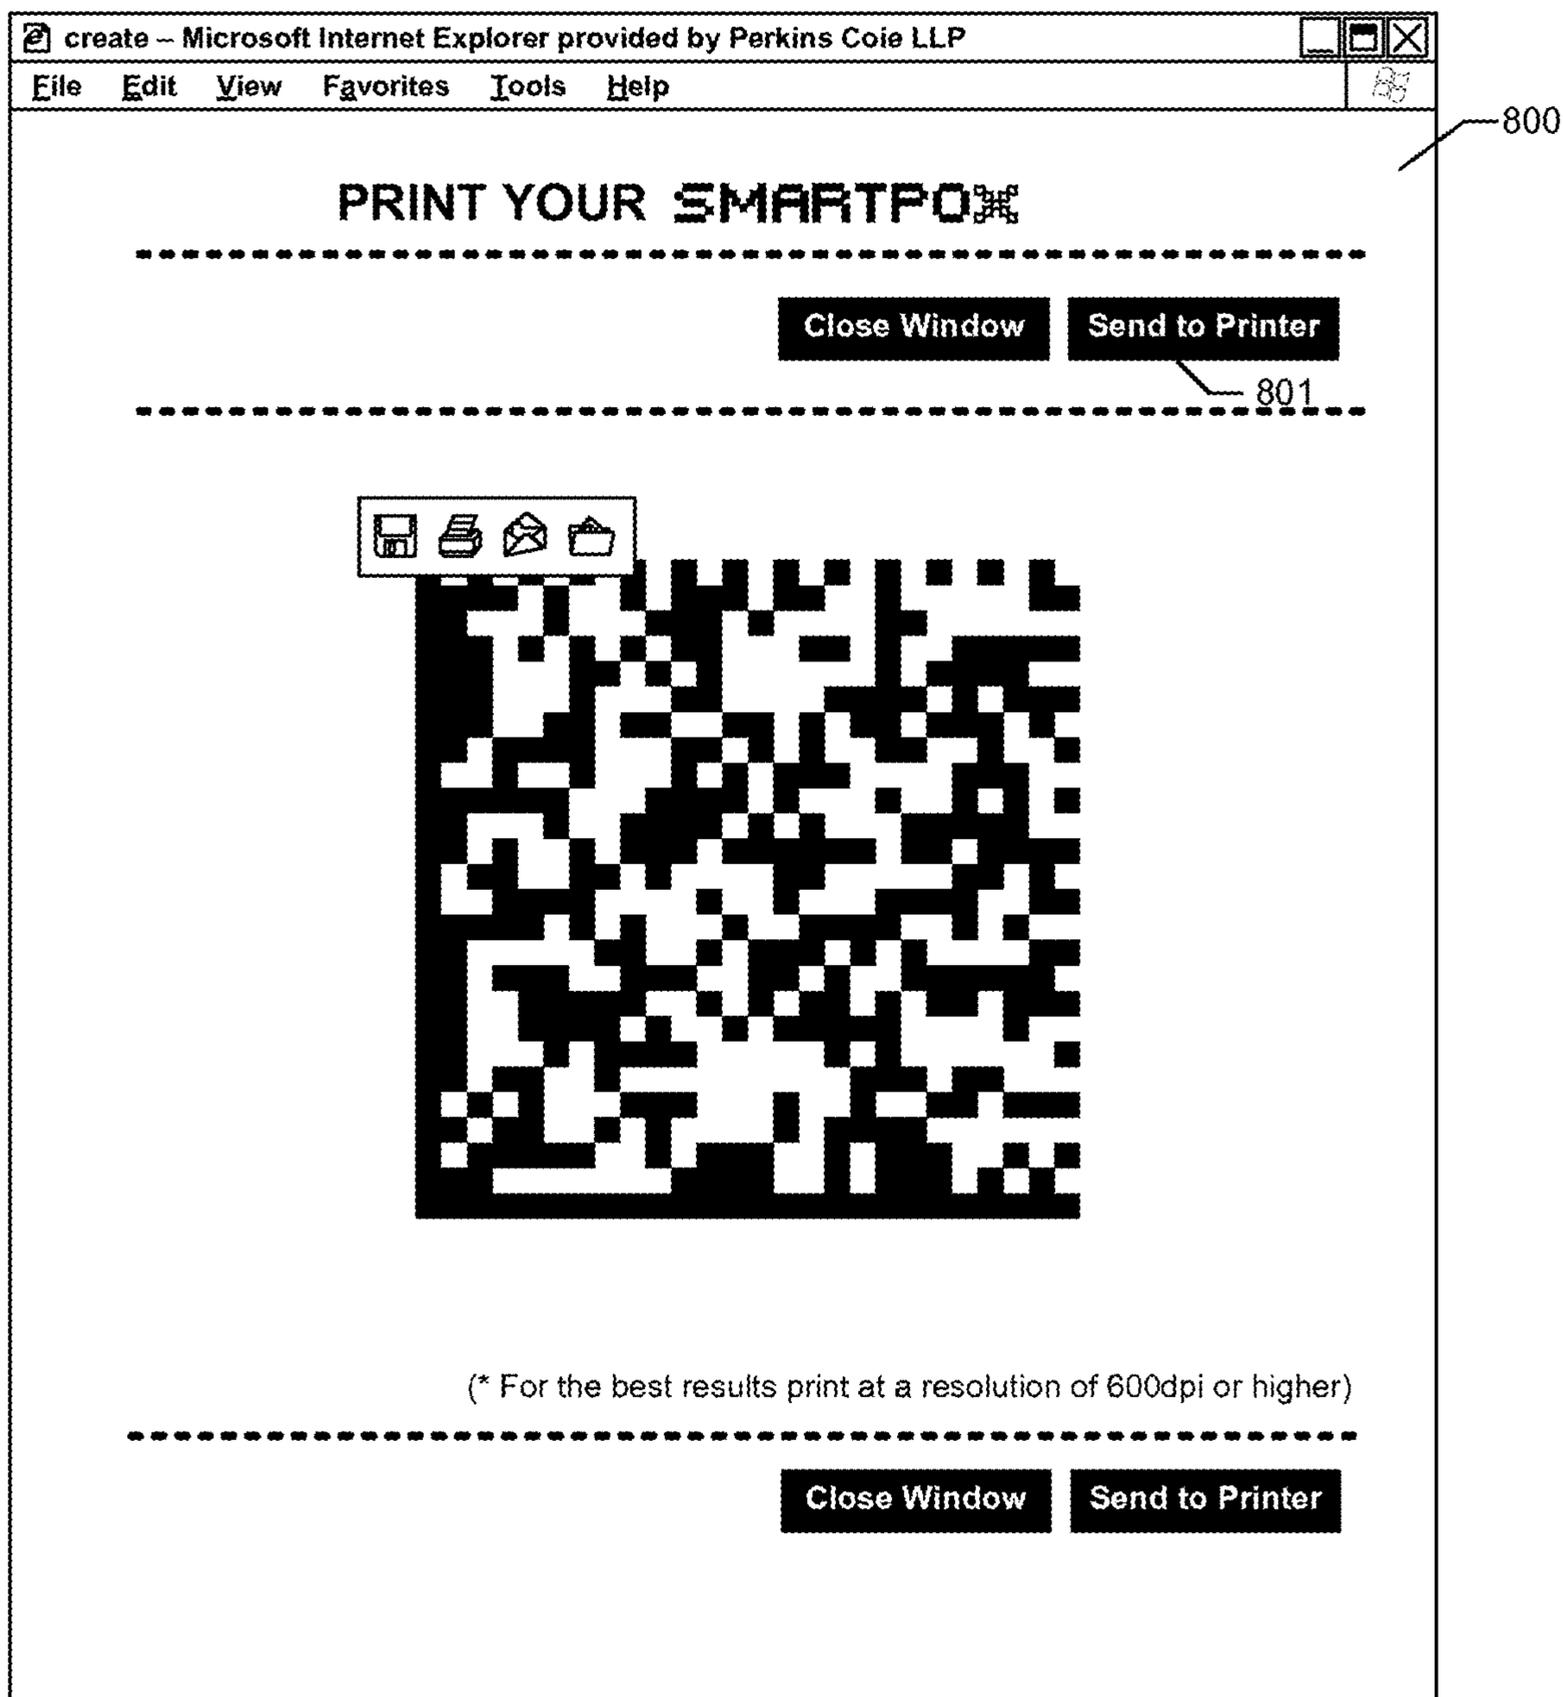 create – Microsoft Internet Explorer provided by Perkins Coie LLP
File Edit View Favorites Tools Help
800
PRINT YOUR SMARTPOX
Close Window Send to Printer
801
(* For the best results print at a resolution of 600dpi or higher)
Close Window Send to Printer